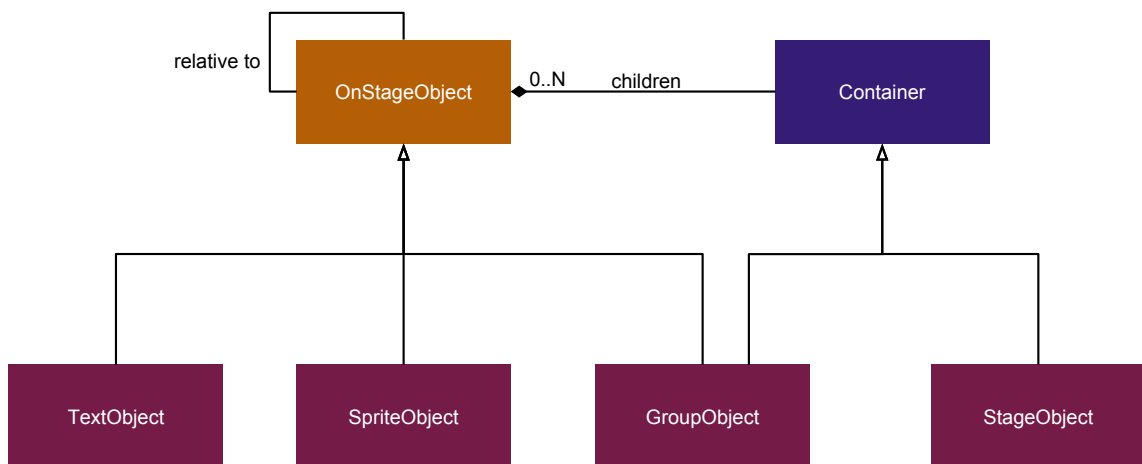 relative to
OnStageObject
0..N
children
Container
TextObject
SpriteObject
GroupObject
StageObject